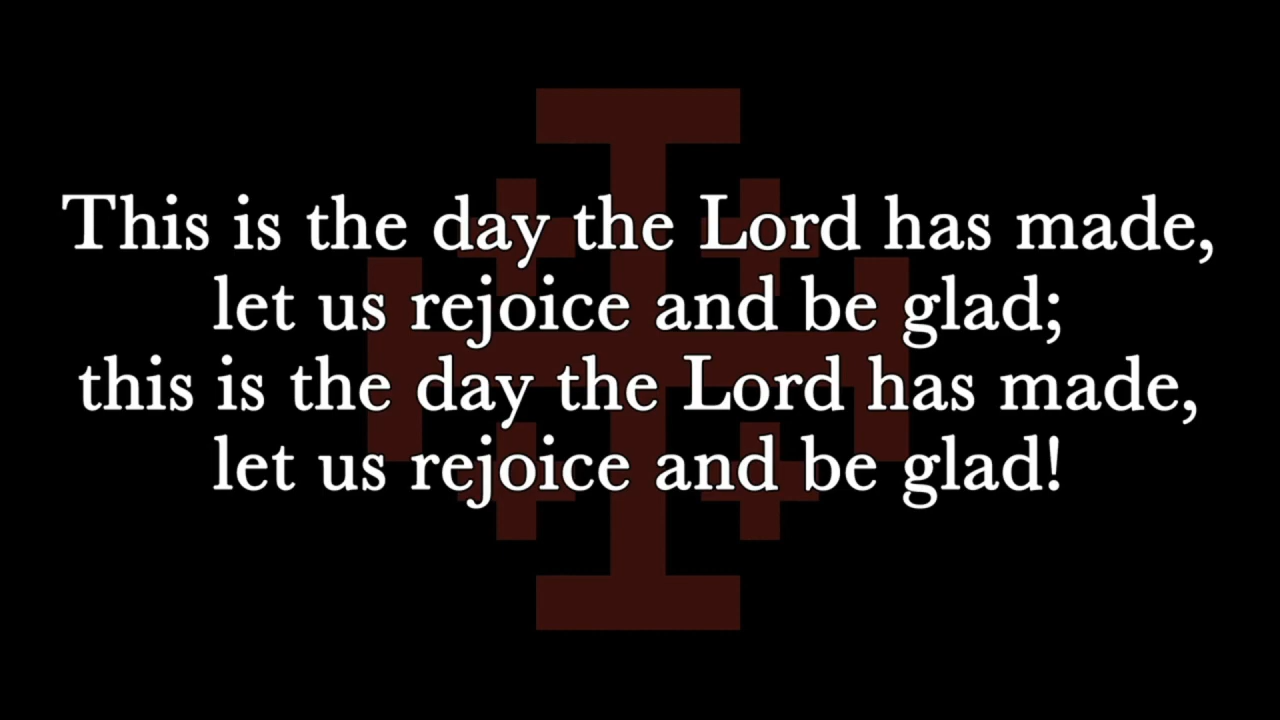 This is the day the Lord has made,
let us rejoice and be glad;
this is the day the Lord has made,
let us rejoice and be glad!